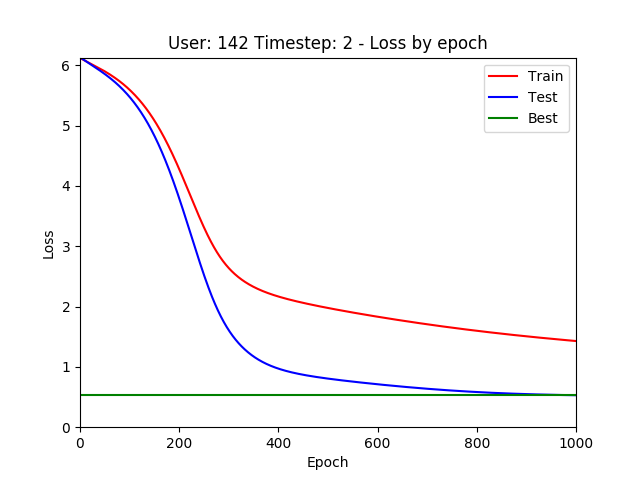 User: 142 Timestep: 2 - Loss by epoch
Train
Test
Best
6
5
4
3
2
1
0
Loss
0 200 400 600 800 1000
Epoch